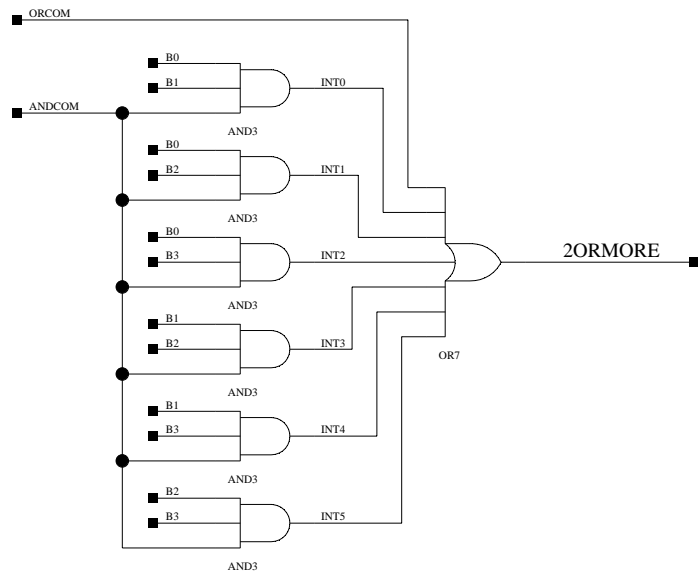 ORCOM
B0
B1
INT0
ANDCOM
AND3
B0
B2
INT1
AND3
B0
B3
INT2
2ORMORE
AND3
B1
B2
INT3
OR7
AND3
B1
B3
INT4
AND3
B2
B3
INT5
AND3